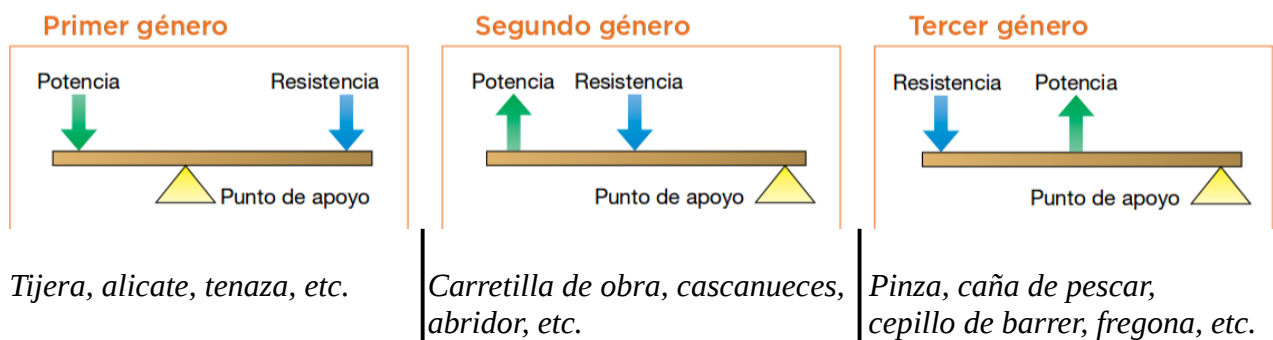 Primer género
Potencia
Resistencia
Punto de apoyo
Tijera, alicate, tenaza, etc.
Segundo género
Potencia
Resistencia
Punto de apoyo
Carretilla de obra, cascanueces,
abridor, etc.
Tercer género
Resistencia
Potencia
Punto de apoyo
Pinza, caña de pescar,
cepillo de barrer, fregona, etc.